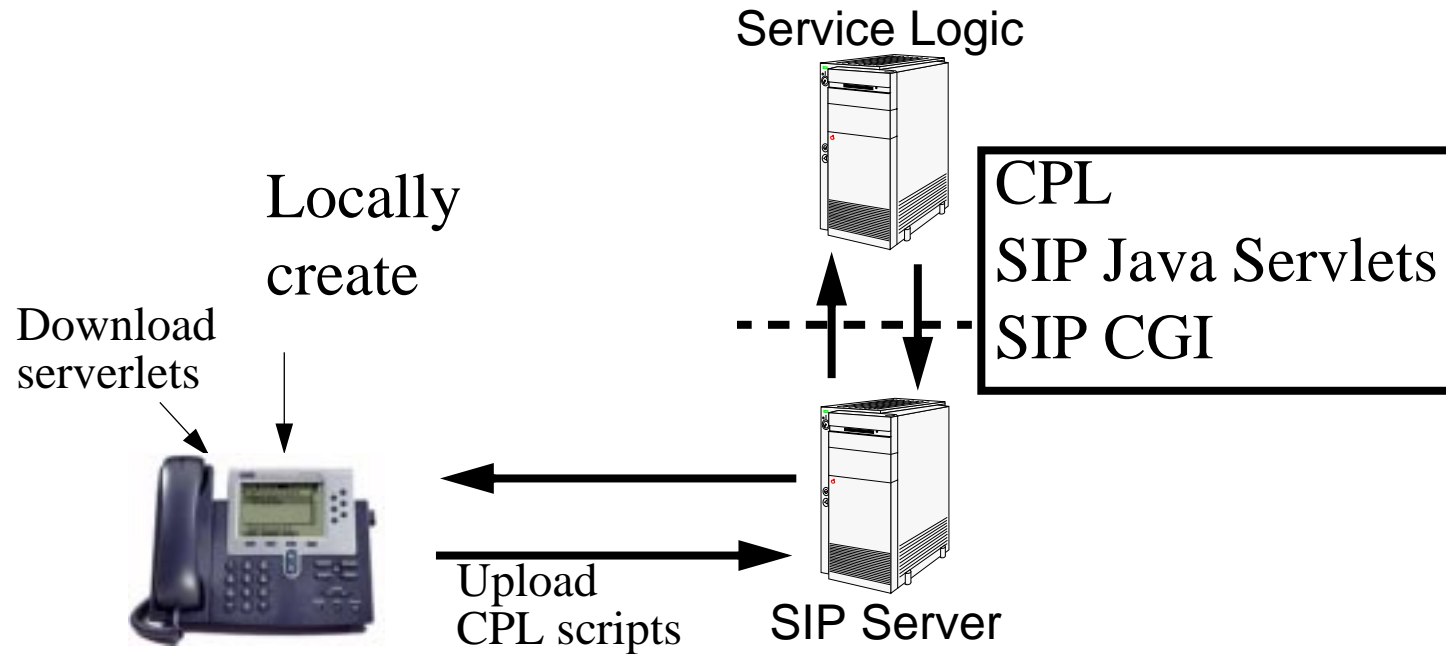 Service Logic
CPL
SIP Java Servlets
SIP CGI
Locally
create
Download
serverlets
Upload
CPL scripts
SIP Server